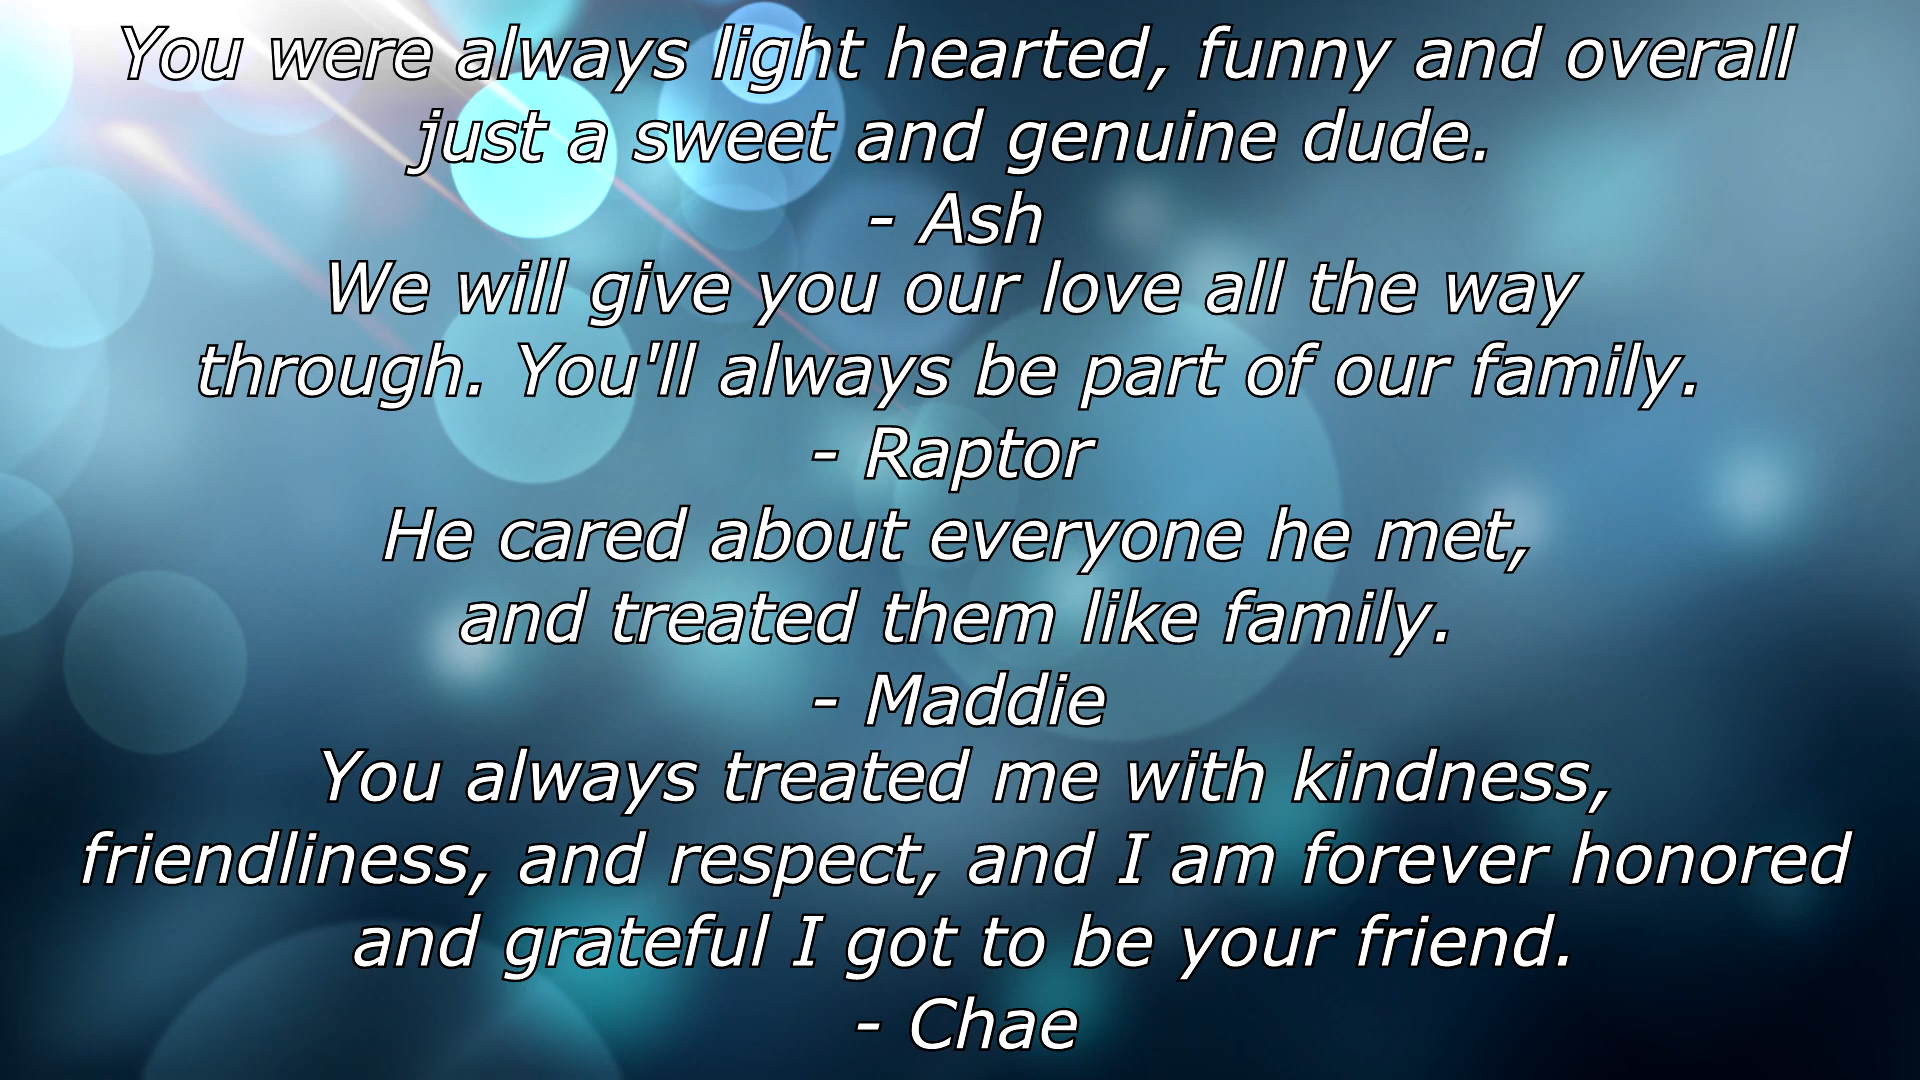 You were always light hearted, funny and overall
just a sweet and genuine dude.
- Ash
We will give you our love all the way
through. You'll always be part of our family.
- Raptor
He cared about everyone he met,
and treated them like family.
- Maddie
You always treated me with kindness,
friendliness, and respect, and I am forever honored
and grateful I got to be your friend.
- Chae